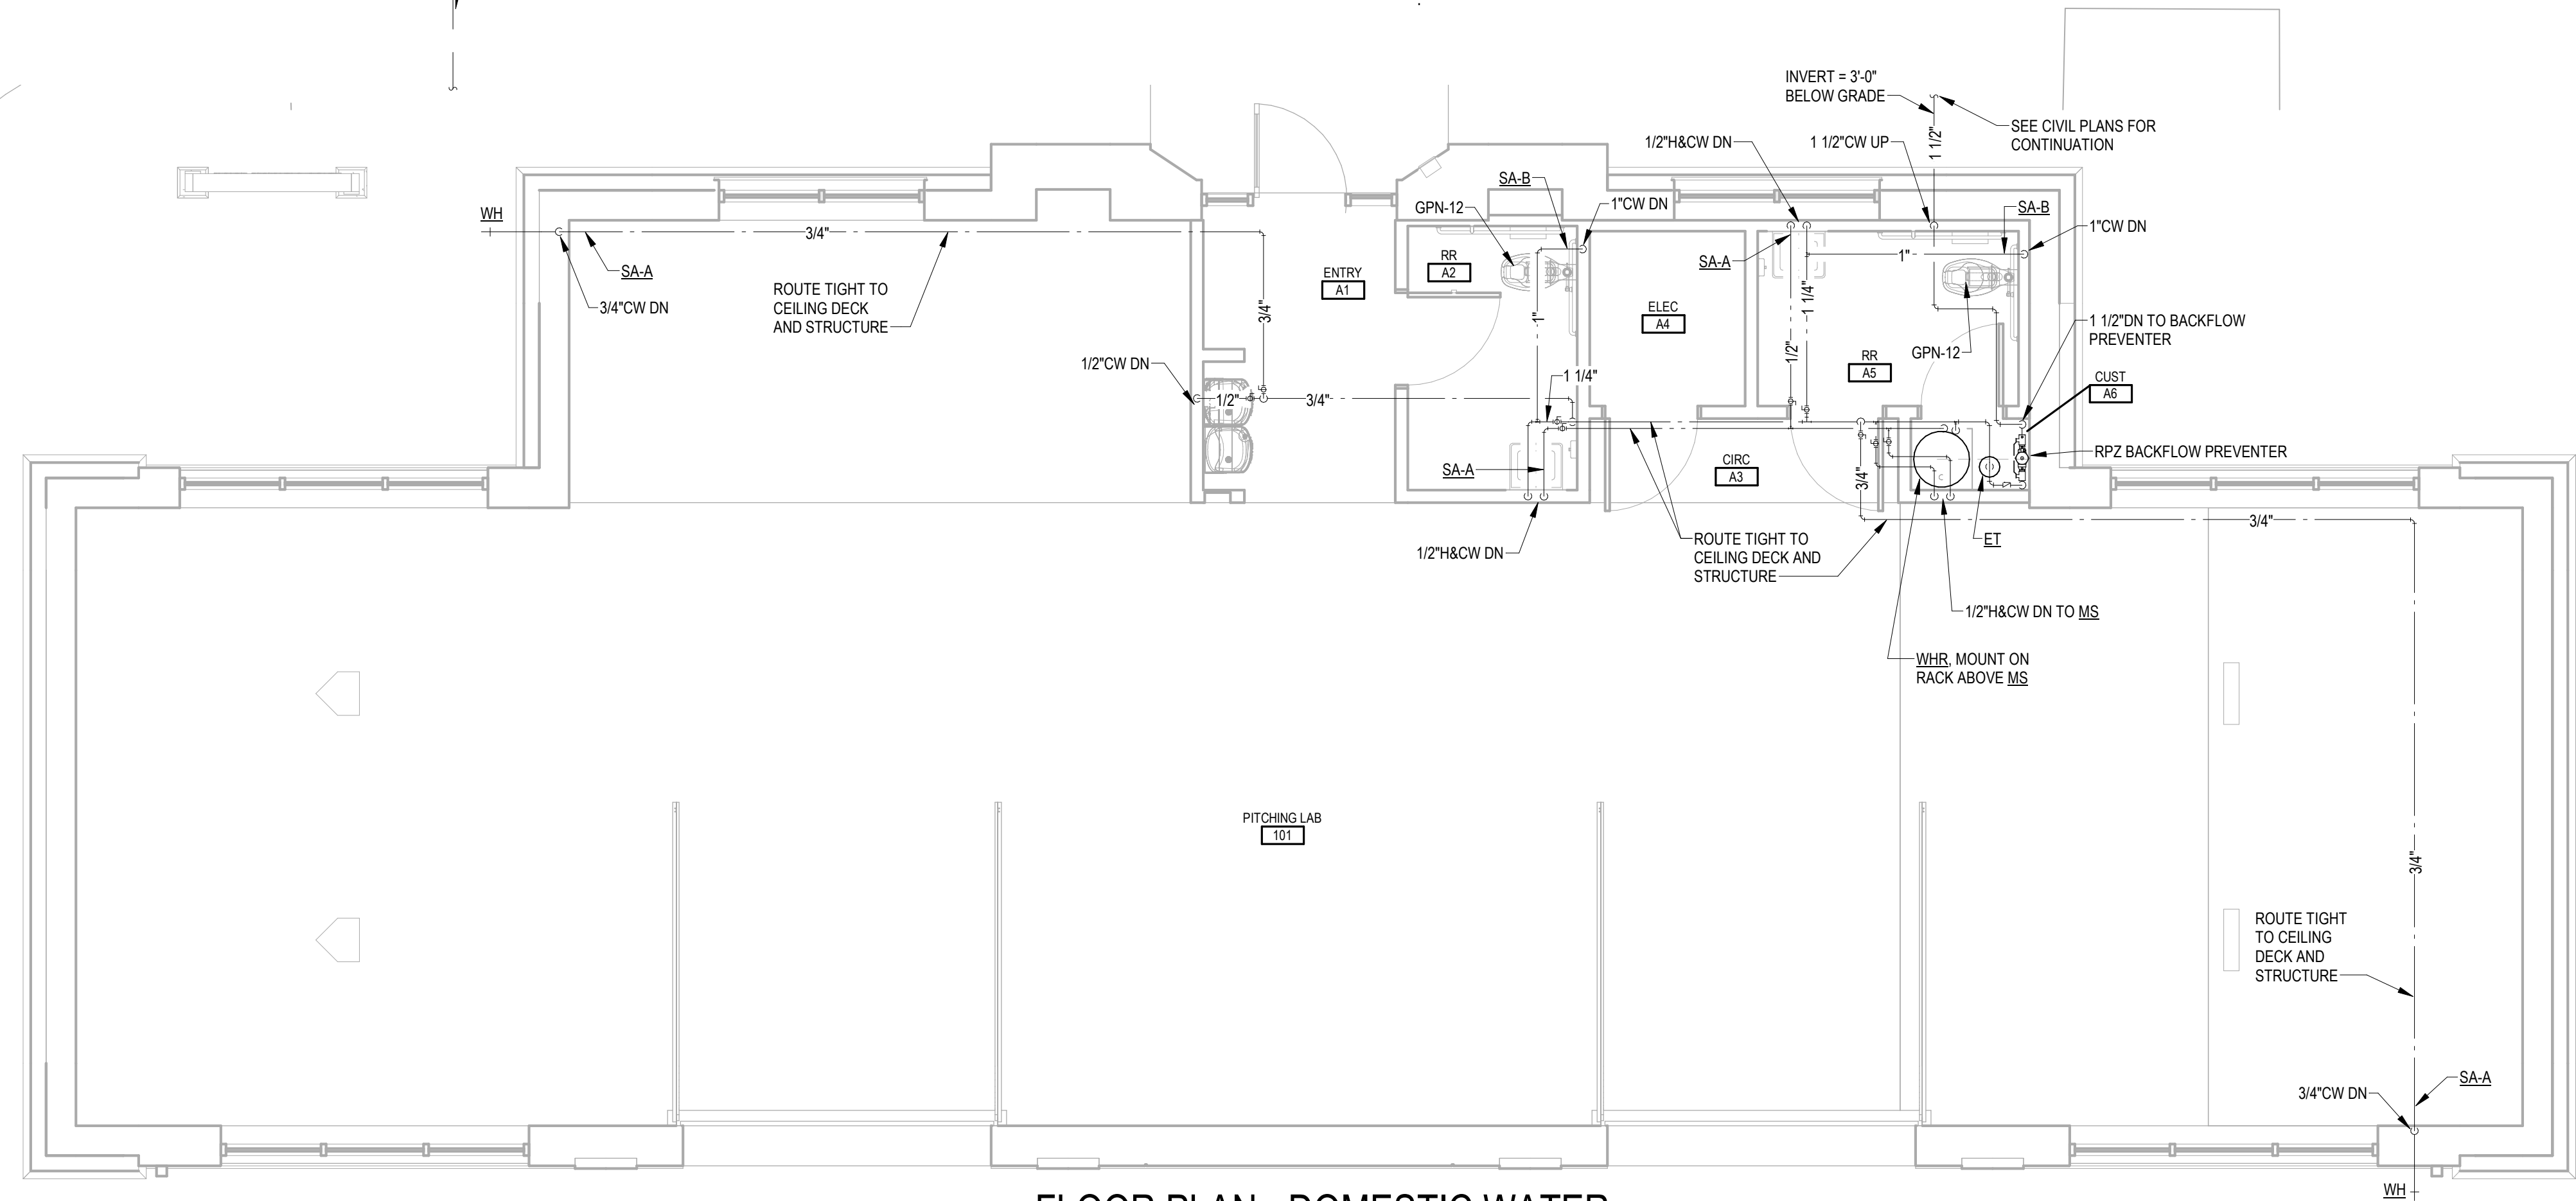 INVERT = 3'-0"
BELOW GRADE
SEE CIVIL PLANS FOR
CONTINUATION
1 1/2"
1/2"H&CW DN
1 1/2"CW UP
SA-B
GPN-12
1"CW DN
SA-B
1"CW DN
WH
3/4"
SA-A
3/4"CW DN
ROUTE TIGHT TO
CEILING DECK
AND STRUCTURE
ENTRY
A1
RR
A2
3/4"
1"
ELEC
A4
SA-A
1"
1 1/4"
1/2"
GPN-12
RR
A5
1 1/2"DN TO BACKFLOW
PREVENTER
CUST
A6
1/2"CW DN
1/2"
3/4"
1 1/4"
SA-A
CIRC
A3
3/4"
C
RPZ BACKFLOW PREVENTER
1/2"H&CW DN
ROUTE TIGHT TO
CEILING DECK AND
STRUCTURE
ET
3/4"
1/2"H&CW DN TO MS
WHR, MOUNT ON
RACK ABOVE MS
PITCHING LAB
101
3/4"
ROUTE TIGHT
TO CEILING
DECK AND
STRUCTURE
SA-A
3/4"CW DN
WH
FLOOR PLAN - DOMESTIC WATER